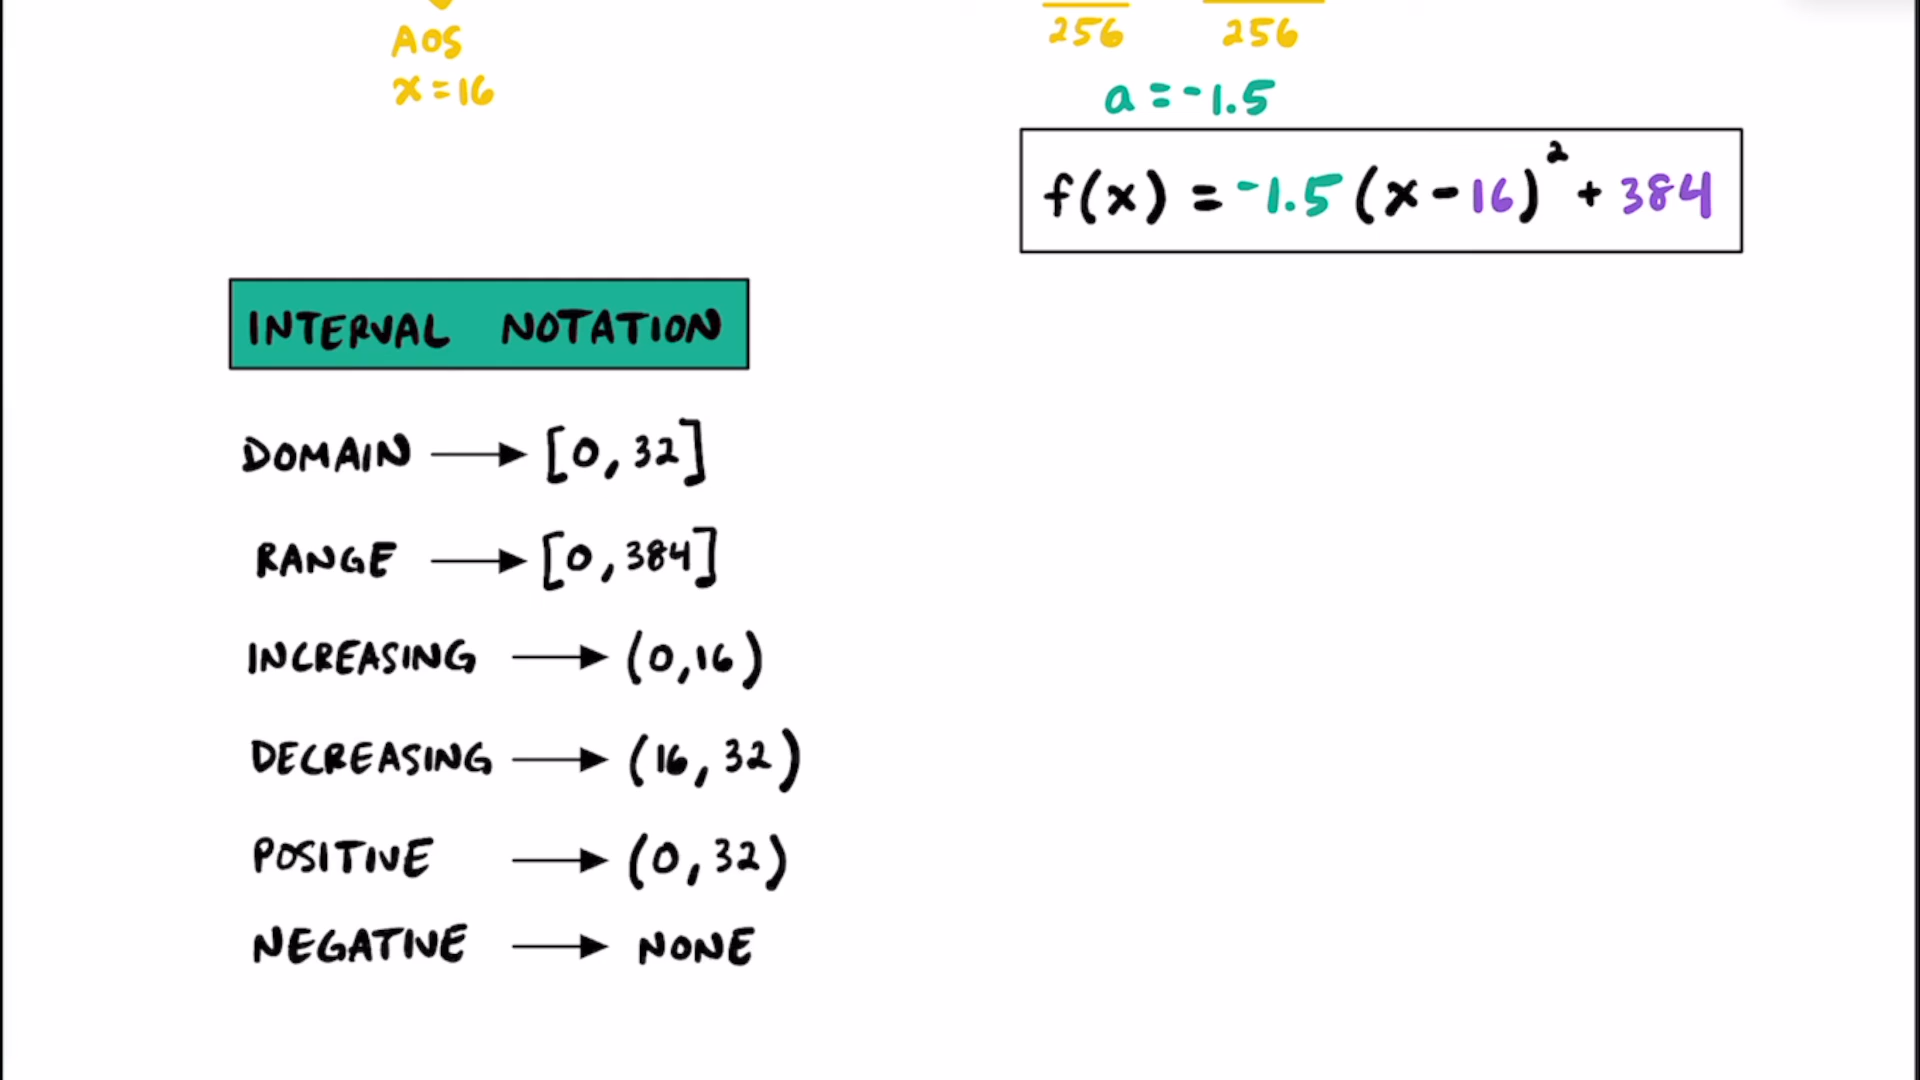 AOS
x = 16
256 256
a = -1.5
f(x) = -1.5(x-16)² + 384
INTERVAL NOTATION
DOMAIN → [0, 32]
RANGE → [0, 384]
INCREASING → (0, 16)
DECREASING → (16, 32)
POSITIVE → (0, 32)
NEGATIVE → NONE